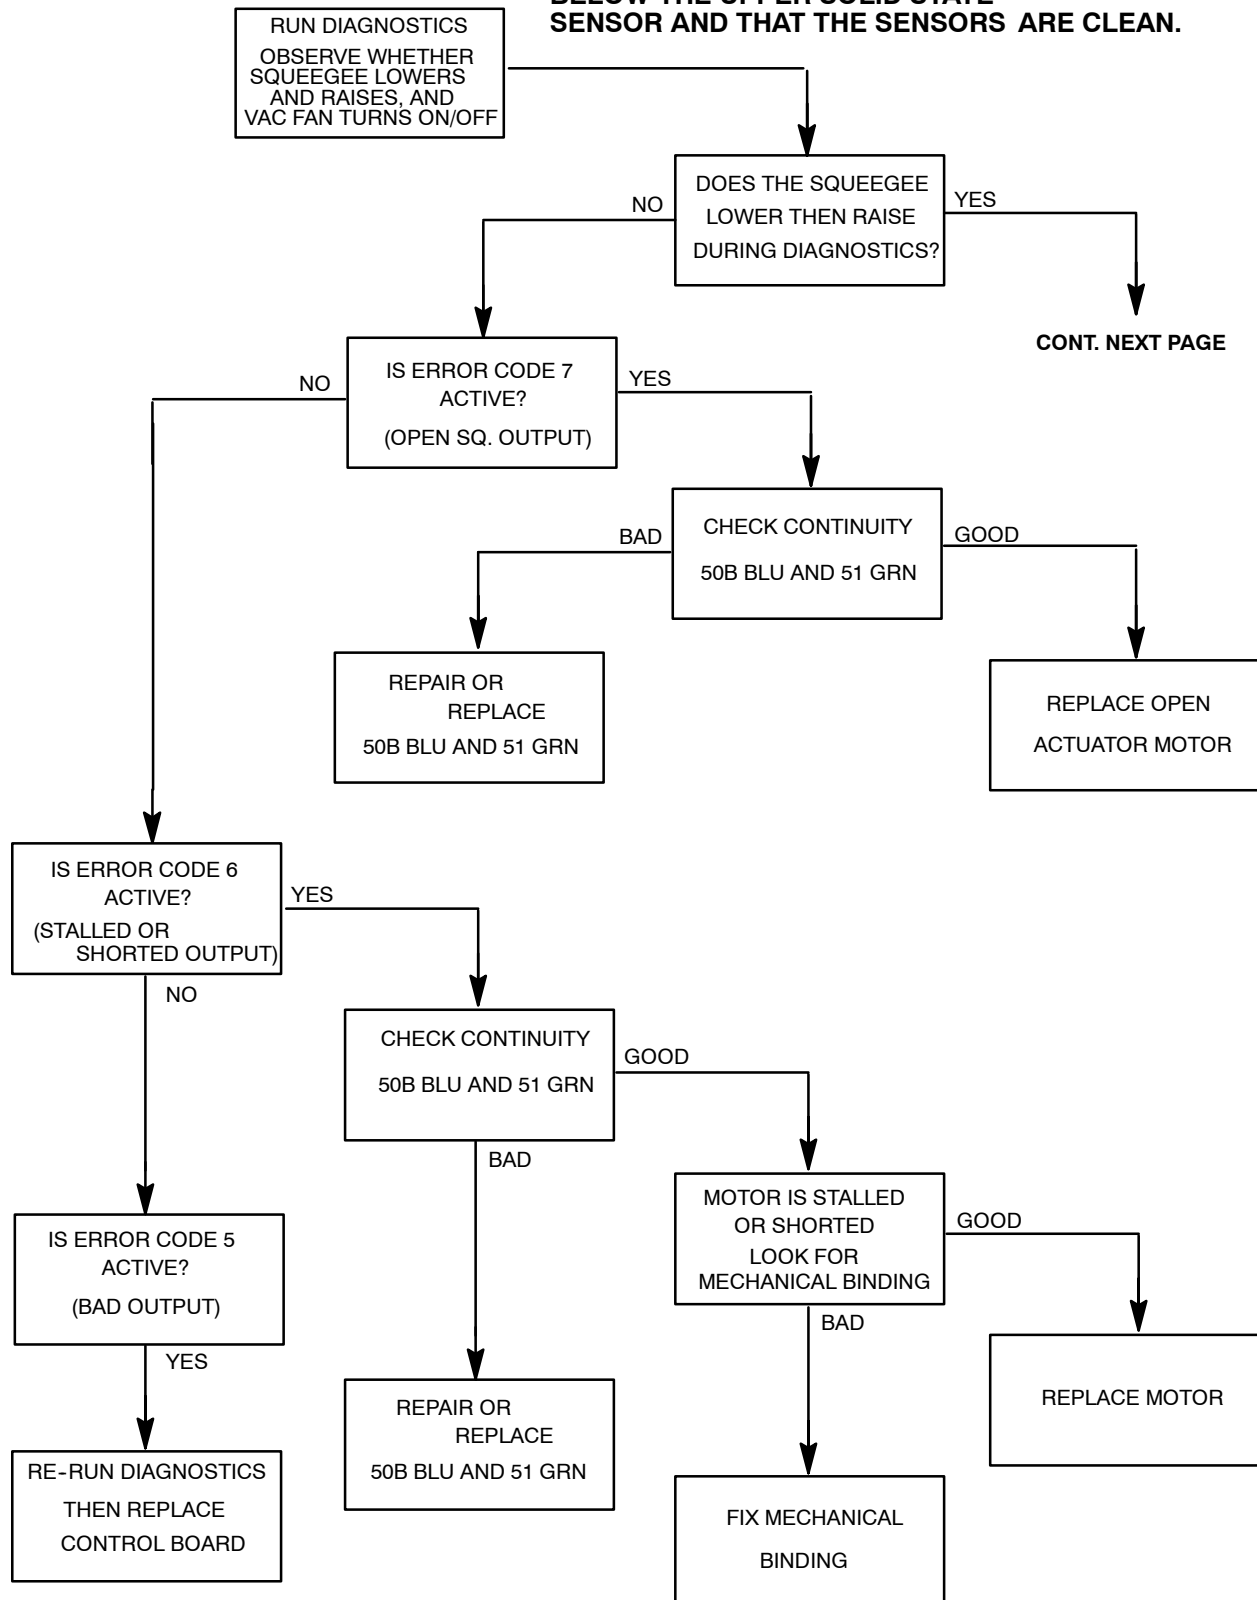 BELOW THE UPPER SOLID STATE
SENSOR AND THAT THE SENSORS ARE CLEAN.
RUN DIAGNOSTICS
OBSERVE WHETHER
SQUEEGEE LOWERS
AND RAISES, AND
VAC FAN TURNS ON/OFF
DOES THE SQUEEGEE
LOWER THEN RAISE
DURING DIAGNOSTICS?
NO
YES
CONT. NEXT PAGE
IS ERROR CODE 7
ACTIVE?
(OPEN SQ. OUTPUT)
NO
YES
CHECK CONTINUITY
50B BLU AND 51 GRN
BAD
GOOD
REPAIR OR
REPLACE
50B BLU AND 51 GRN
REPLACE OPEN
ACTUATOR MOTOR
IS ERROR CODE 6
ACTIVE?
(STALLED OR
SHORTED OUTPUT)
YES
NO
CHECK CONTINUITY
50B BLU AND 51 GRN
GOOD
BAD
MOTOR IS STALLED
OR SHORTED
LOOK FOR
MECHANICAL BINDING
GOOD
BAD
IS ERROR CODE 5
ACTIVE?
(BAD OUTPUT)
YES
REPLACE MOTOR
REPAIR OR
REPLACE
50B BLU AND 51 GRN
RE-RUN DIAGNOSTICS
THEN REPLACE
CONTROL BOARD
FIX MECHANICAL
BINDING